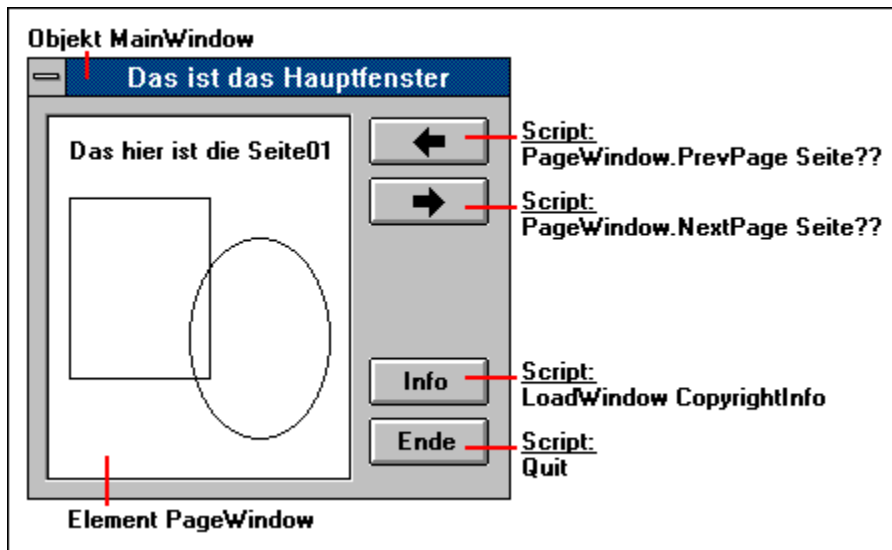 Objekt MainWindow
Das ist das Hauptfenster
Das hier ist die Seite01
Script:
PageWindow.PrevPage Seite??
Script:
PageWindow.NextPage Seite??
Info
Script:
LoadWindow CopyrightInfo
Ende
Script:
Quit
Element PageWindow